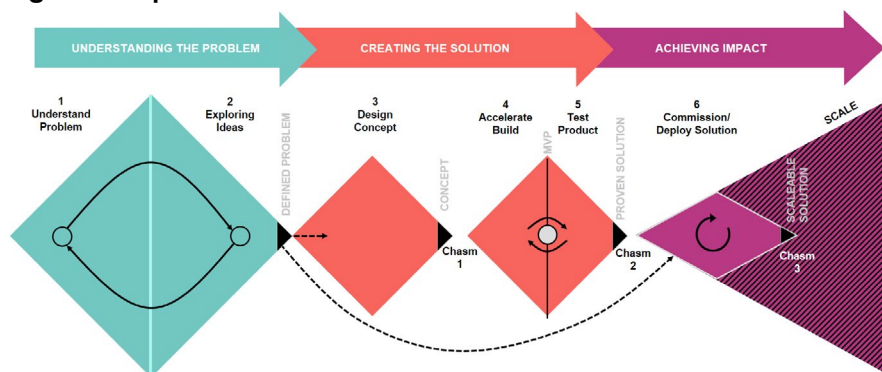 UNDERSTANDING THE PROBLEM
CREATING THE SOLUTION
ACHIEVING IMPACT
1
Understand
Problem
2
Exploring
Ideas
DEFINED PROBLEM
3
Design
Concept
CONCEPT
Chasm
1
4
Accelerate
Build
MVP
5
Test
Product
PROVEN SOLUTION
Chasm
2
6
Commission/
Deploy Solution
SCALEABLE
SOLUTION
Chasm
3
SCALE